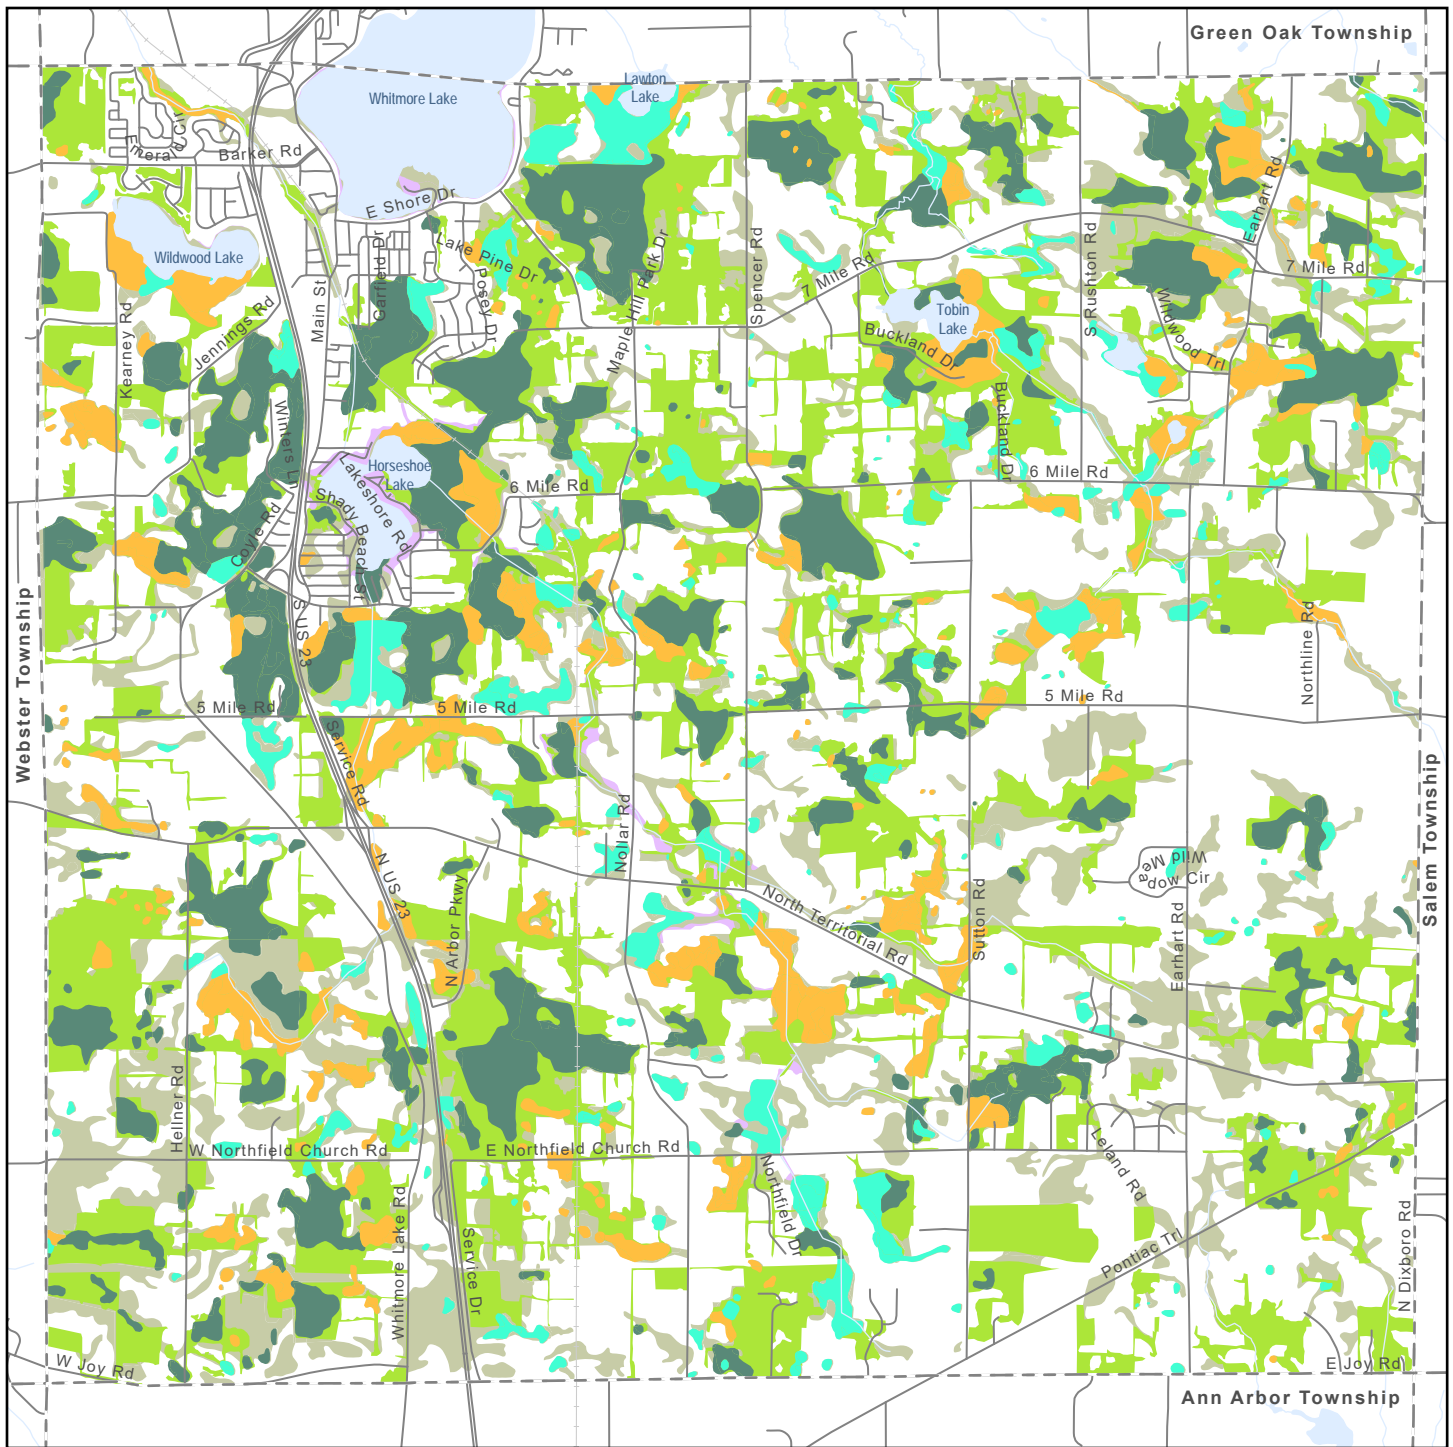 Green Oak Township
Lawton
Lake
Whitmore Lake
Emerald Cir
Barker Rd
E Shore Dr
Earhart Rd
Lake Pine Dr
Garfield Dr
Posey Dr
Maple Hill Park Dr
Spencer Rd
7 Mile Rd
S Rushton Rd
7 Mile Rd
Wildwood Lake
Main St
Jennings Rd
Kearney Rd
Tobin
Lake
Buckland Dr
Wildwood Trl
Buckland Dr
Winters Ln
Horseshoe
Lake
Lakeshore Rd
6 Mile Rd
6 Mile Rd
Shady Beach St
Coyle Rd
Webster Township
S US 23
Northline Rd
5 Mile Rd
5 Mile Rd
5 Mile Rd
Service Rd
Salem Township
Nollar Rd
N US 23
N Arbor Pkwy
Wild Meadow Cir
North Territorial Rd
Sutton Rd
Earhart Rd
Hellner Rd
W Northfield Church Rd
E Northfield Church Rd
Leland Rd
Northfield Dr
Whitmore Lake Rd
Service Dr
Pontiac Trl
N Dixboro Rd
W Joy Rd
E Joy Rd
Ann Arbor Township